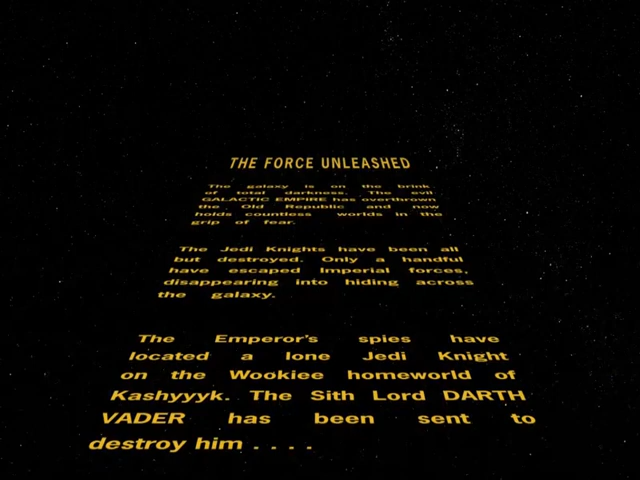 THE FORCE UNLEASHED
The galaxy is on the brink
of total darkness. The evil
GALACTIC EMPIRE has overthrown
the Old Republic and now
holds countless worlds in the
grip of fear.
The Jedi Knights have been all
but destroyed. Only a handful
have escaped Imperial forces,
disappearing into hiding across
the galaxy.
The Emperor's spies have
located a lone Jedi Knight
on the Wookiee homeworld of
Kashyyyk. The Sith Lord DARTH
VADER has been sent to
destroy him . . . .